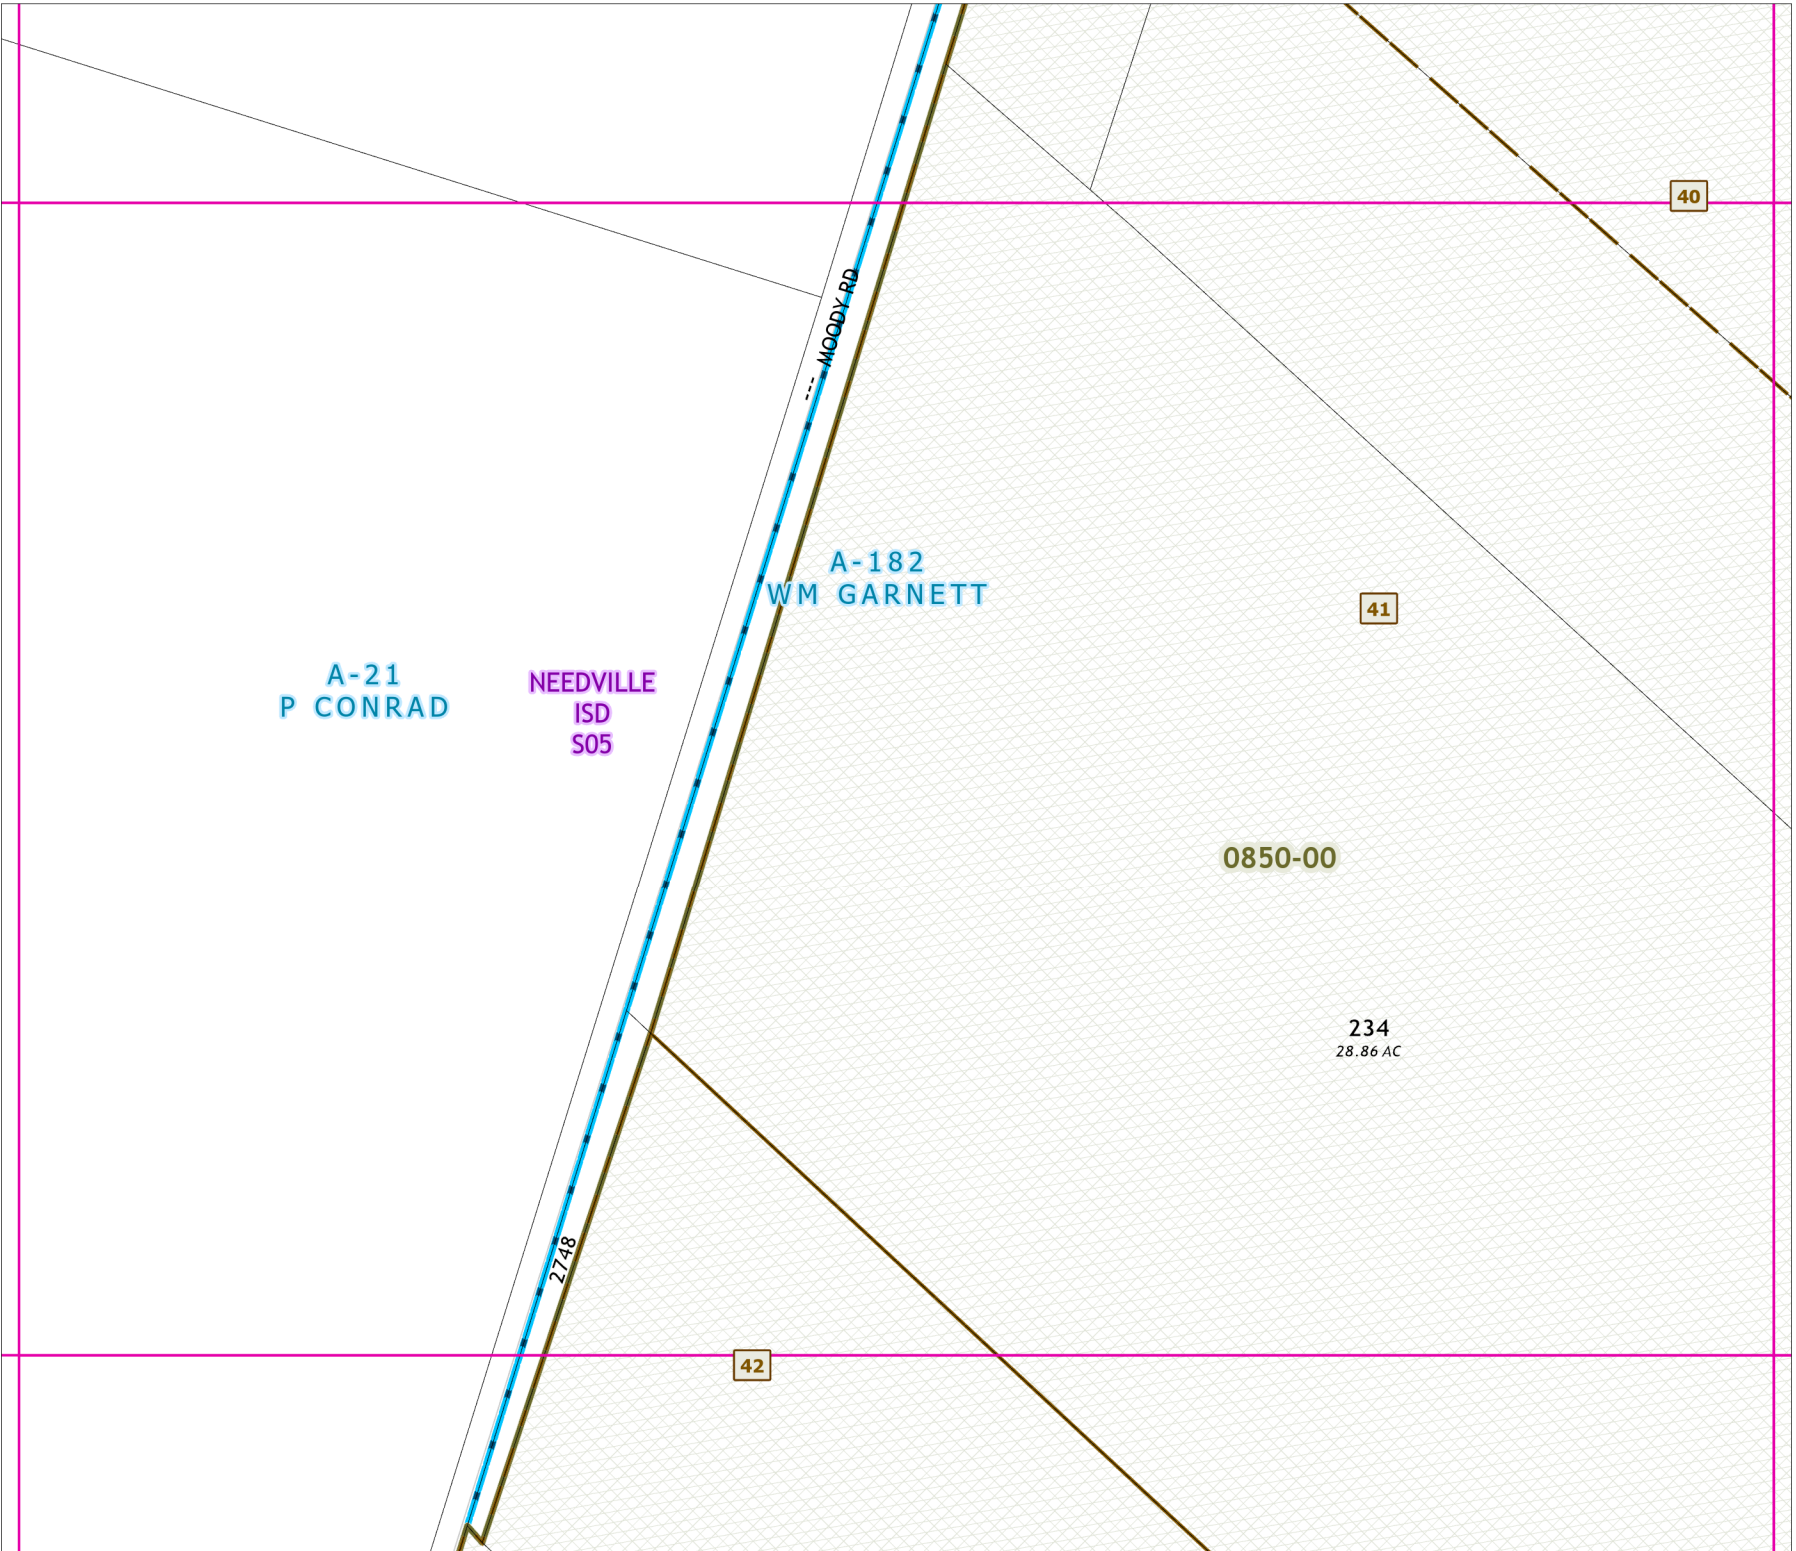 40
---- MOODY RD
A-182
WM GARNETT
41
A-21
P CONRAD
NEEDVILLE
ISD
S05
0850-00
234
28.86 AC
2748
42